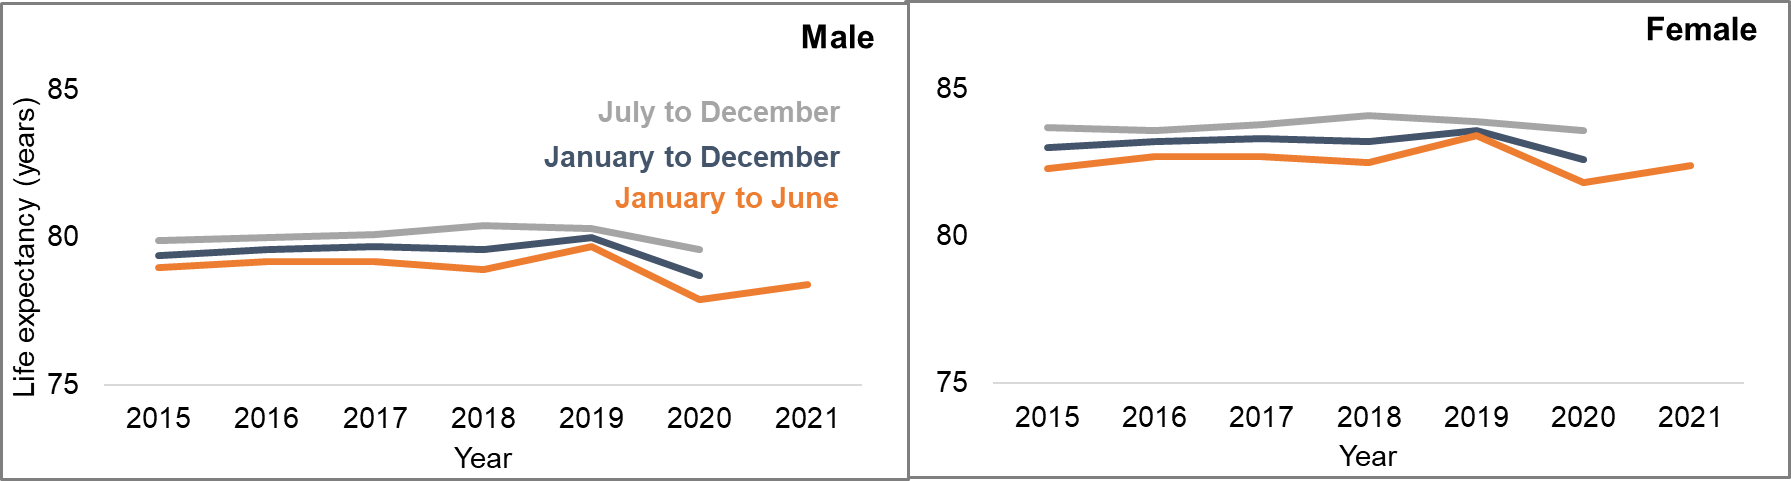 Male
Life expectancy (years)
85
80
75
July to December
January to December
January to June
2015 2016 2017 2018 2019 2020 2021
Year
Female
85
80
75
2015 2016 2017 2018 2019 2020 2021
Year